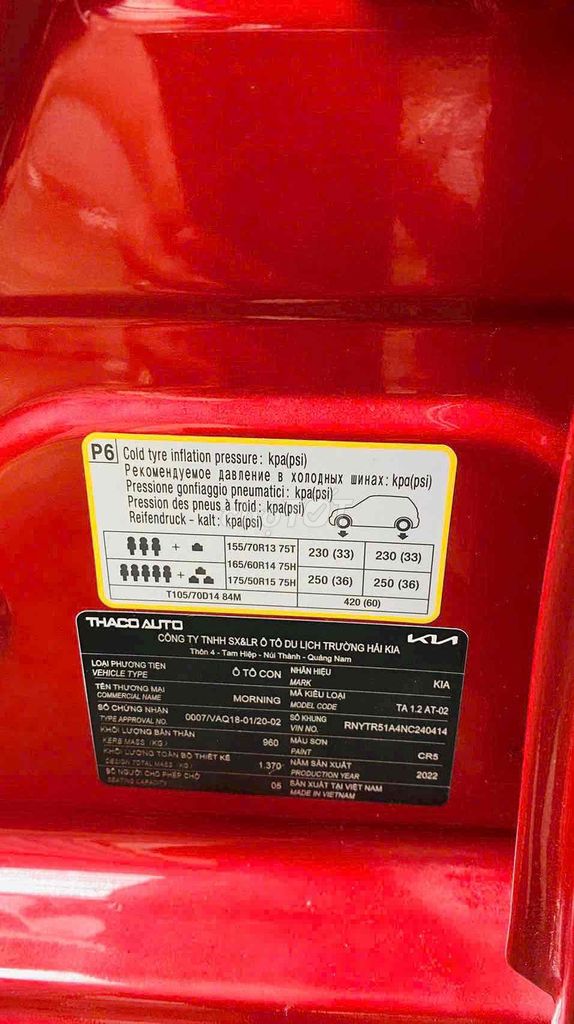 P6
Cold tyre inflation pressure: kpa(psi)
Рекомендуемое давление в холодных шинах: kpa(psi)
Pressione gonfiaggio pneumatici: kpa(psi)
Pression des pneus à froid: kpa(psi)
Reifendruck - kalt: kpa(psi)
+ 155/70R13 75T 230 (33) 230 (33)
165/60R14 75H
+ 175/50R15 75H 250 (36) 250 (36)
T105/70D14 84M 420 (60)
THACO AUTO KIA
CÔNG TY TNHH SX&LR Ô TÔ DU LỊCH TRƯỜNG HẢI KIA
Thôn 4 - Tam Hiệp - Núi Thành - Quảng Nam
LOẠI PHƯƠNG TIỆN Ô TÔ CON NHÃN HIỆU KIA
VEHICLE TYPE MARK
TÊN THƯƠNG MẠI MORNING MÃ KIỂU LOẠI TA 1.2 AT-02
COMMERCIAL NAME MODEL CODE
SỐ CHỨNG NHẬN 0007/VAQ18-01/20-02 SỐ KHUNG RNYTR51A4NC240414
TYPE APPROVAL NO. VIN NO.
KHỐI LƯỢNG BẢN THÂN 960 MÀU SƠN CR5
KERB MASS (KG) PAINT
KHỐI LƯỢNG TOÀN BỘ THIẾT KẾ 1.370 NĂM SẢN XUẤT 2022
DESIGN TOTAL MASS (KG) PRODUCTION YEAR
SỐ NGƯỜI CHO PHÉP CHỞ 05 SẢN XUẤT TẠI VIỆT NAM
SEATING CAPACITY MADE IN VIETNAM